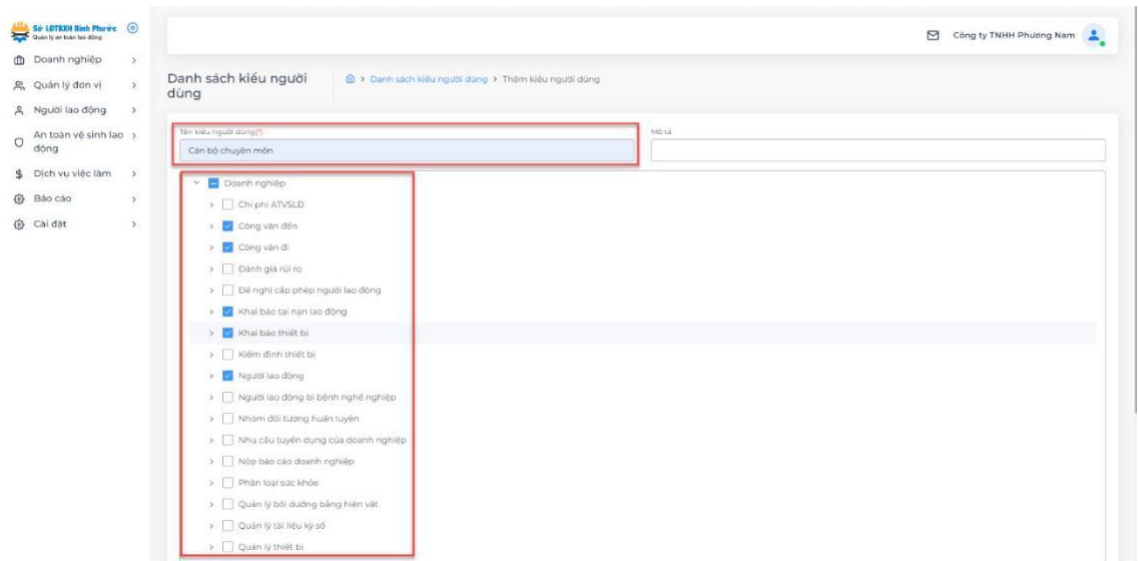 Sở LĐTBXH Bình Phước
Quản lý an toàn lao động
Công ty TNHH Phương Nam
Doanh nghiệp
Quản lý đơn vị
Người lao động
An toàn vệ sinh lao
động
Dịch vụ việc làm
Báo cáo
Cài đặt
Danh sách kiểu người
dùng
Danh sách kiểu người dùng > Thêm kiểu người dùng
Tên kiểu người dùng(*)
Mô tả
Cán bộ chuyên môn
Doanh nghiệp
Chi phí ATVSLĐ
Công văn đến
Công văn đi
Đánh giá rủi ro
Đề nghị cấp phép người lao động
Khai báo tai nạn lao động
Khai báo thiết bị
Kiểm định thiết bị
Người lao động
Người lao động bị bệnh nghề nghiệp
Nhóm đối tượng huấn luyện
Nhu cầu tuyển dụng của doanh nghiệp
Nộp báo cáo doanh nghiệp
Phân loại sức khỏe
Quản lý bồi dưỡng bằng hiện vật
Quản lý tài liệu ký số
Quản lý thiết bị